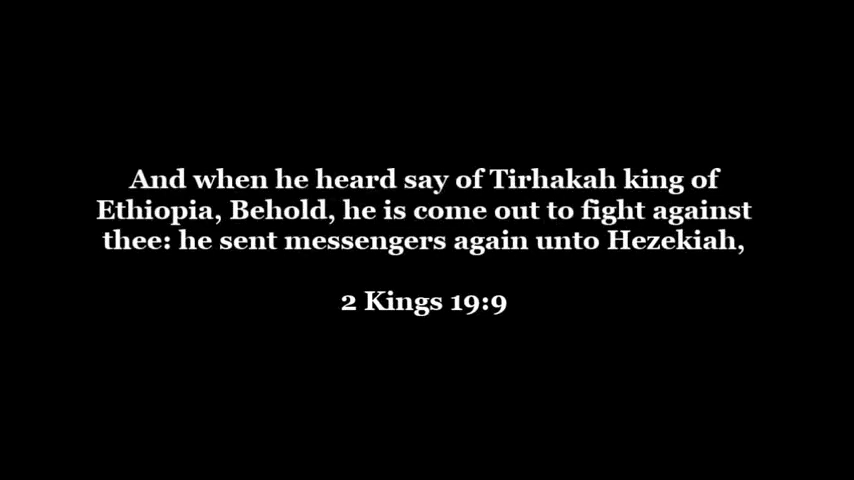 And when he heard say of Tirhakah king of
Ethiopia, Behold, he is come out to fight against
thee: he sent messengers again unto Hezekiah,
2 Kings 19:9